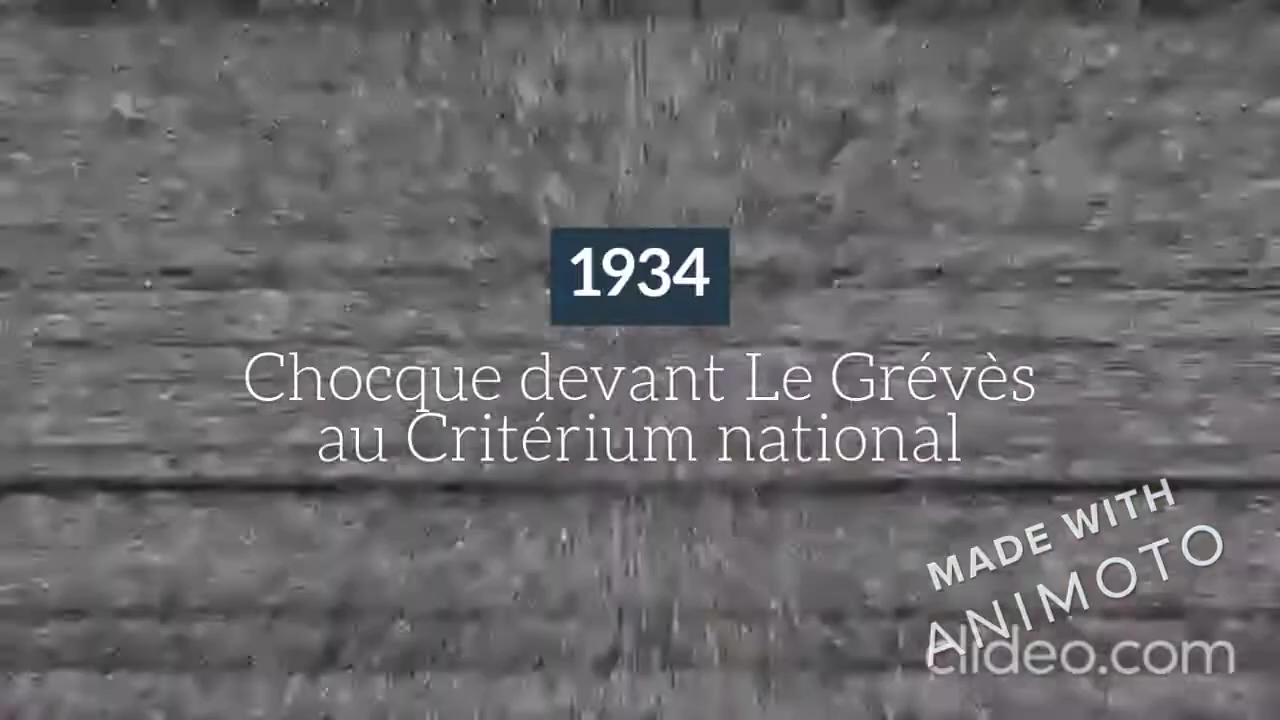 1934
Chocque devant Le Grévès
au Critérium national
MADE WITH
ANIMOTO
clideo.com